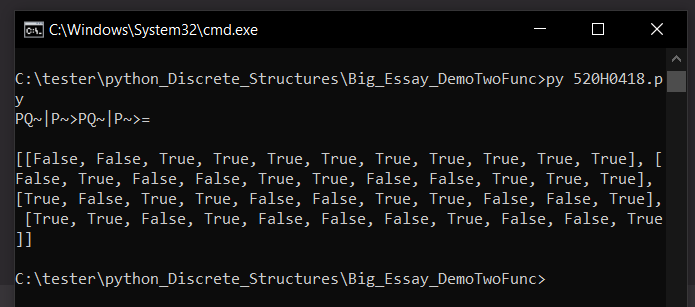 C:\Windows\System32\cmd.exe
C:\tester\python_Discrete_Structures\Big_Essay_DemoTwoFunc>py 520H0418.p
y
PQ~|P~>PQ~|P~>=
[[False, False, True, True, True, True, True, True, True, True, True], [
False, True, False, False, True, True, False, False, True, True, True],
[True, False, True, True, False, False, True, True, False, False, True],
 [True, True, False, True, False, False, False, True, False, False, True
]]
C:\tester\python_Discrete_Structures\Big_Essay_DemoTwoFunc>